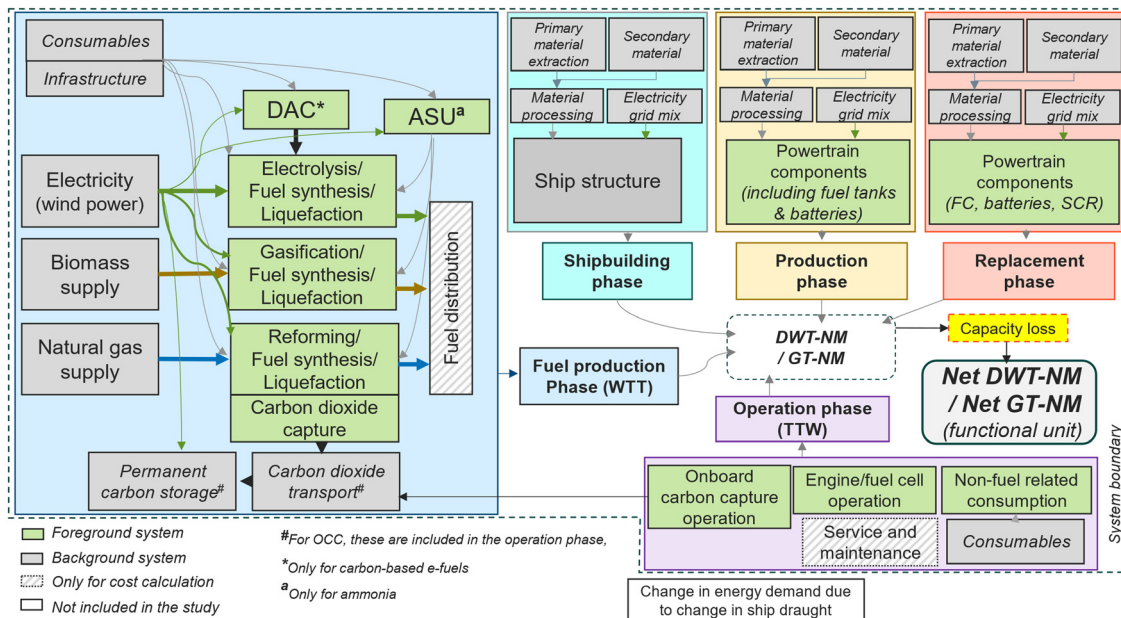 Consumables
Infrastructure
DAC*
ASUa
Electricity
(wind power)
Electrolysis/
Fuel synthesis/
Liquefaction
Biomass
supply
Gasification/
Fuel synthesis/
Liquefaction
Natural gas
supply
Reforming/
Fuel synthesis/
Liquefaction
Carbon dioxide
capture
Fuel distribution
Permanent
carbon storage#
Carbon dioxide
transport#
Primary
material
extraction
Secondary
material
Material
processing
Electricity
grid mix
Ship structure
Shipbuilding
phase
Primary
material
extraction
Secondary
material
Material
processing
Electricity
grid mix
Powertrain
components
(including fuel tanks
& batteries)
Production
phase
Primary
material
extraction
Secondary
material
Material
processing
Electricity
grid mix
Powertrain
components
(FC, batteries, SCR)
Replacement
phase
Fuel production
Phase (WTT)
DWT-NM
/ GT-NM
Capacity loss
Net DWT-NM
/ Net GT-NM
(functional unit)
Operation phase
(TTW)
Onboard
carbon capture
operation
Engine/fuel cell
operation
Service and
maintenance
Non-fuel related
consumption
Consumables
System boundary
Foreground system
Background system
Only for cost calculation
Not included in the study
#For OCC, these are included in the operation phase,
*Only for carbon-based e-fuels
aOnly for ammonia
Change in energy demand due
to change in ship draught